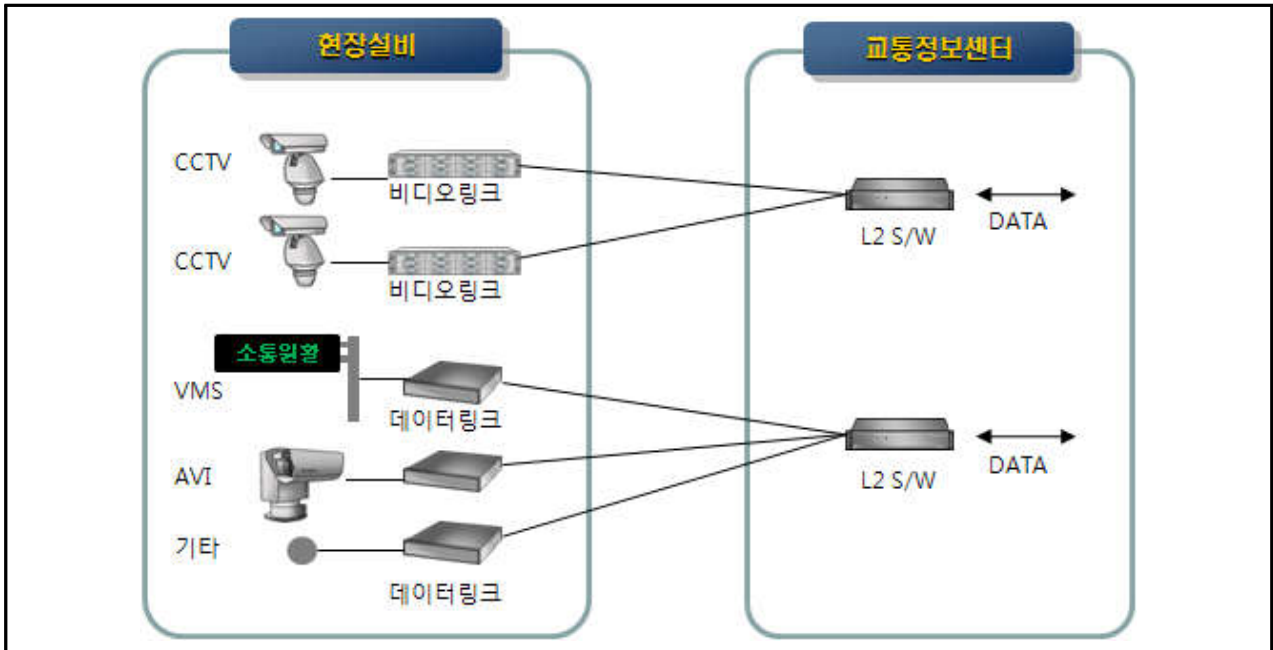 현장설비
교통정보센터
CCTV
비디오링크
L2 S/W
DATA
CCTV
비디오링크
소통원활
VMS
데이터링크
AVI
L2 S/W
DATA
기타
데이터링크